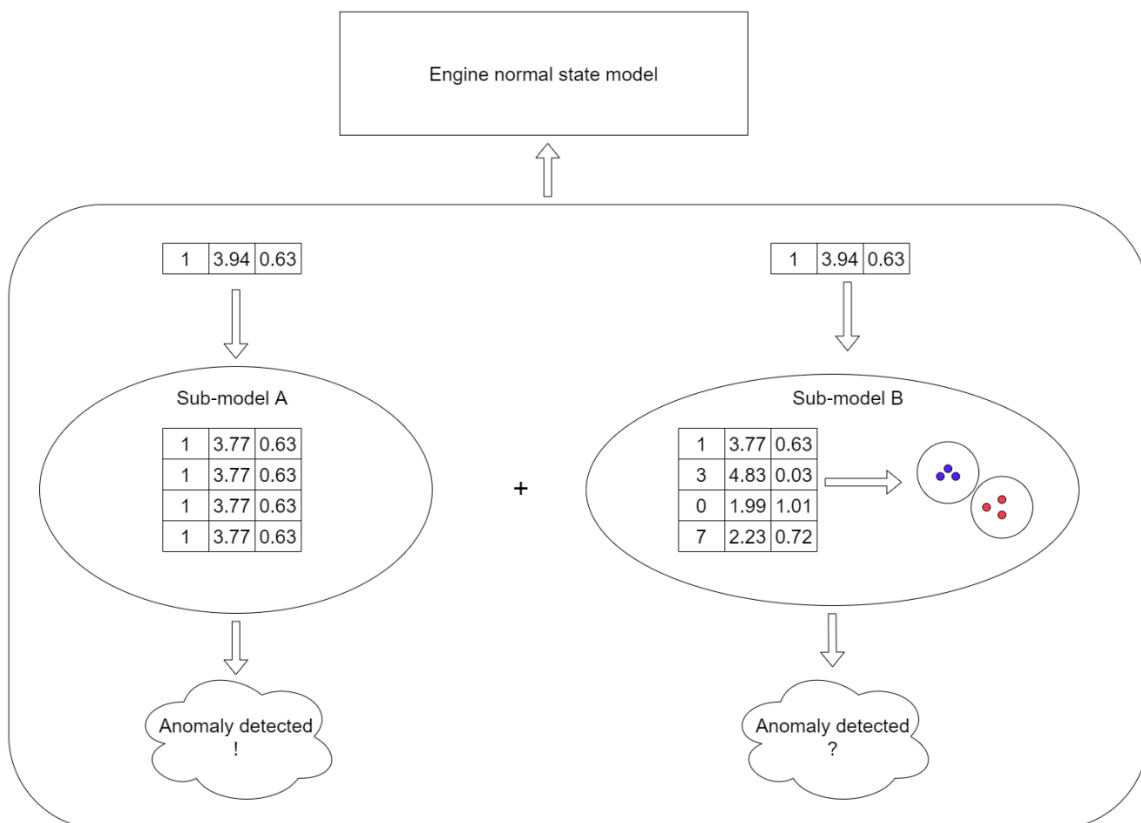 Engine normal state model
1 3.94 0.63
1 3.94 0.63
Sub-model A
1 3.77 0.63
1 3.77 0.63
1 3.77 0.63
1 3.77 0.63
+
Sub-model B
1 3.77 0.63
3 4.83 0.03
0 1.99 1.01
7 2.23 0.72
Anomaly detected
!
Anomaly detected
?